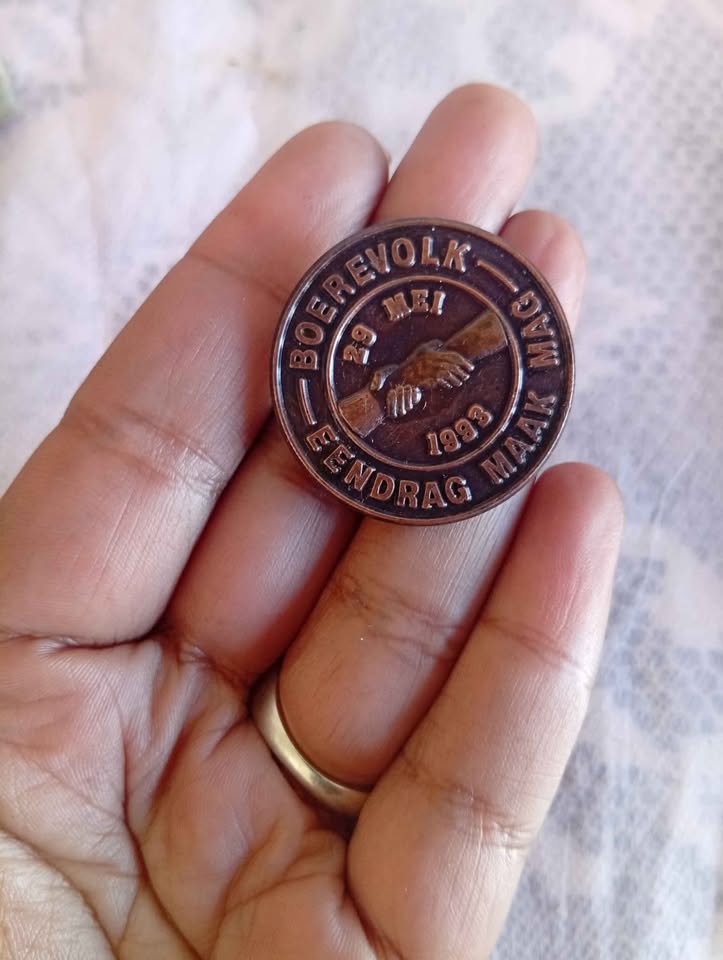 BOEREVOLK
EENDRAG MAAK MAG
29 MEI
1993